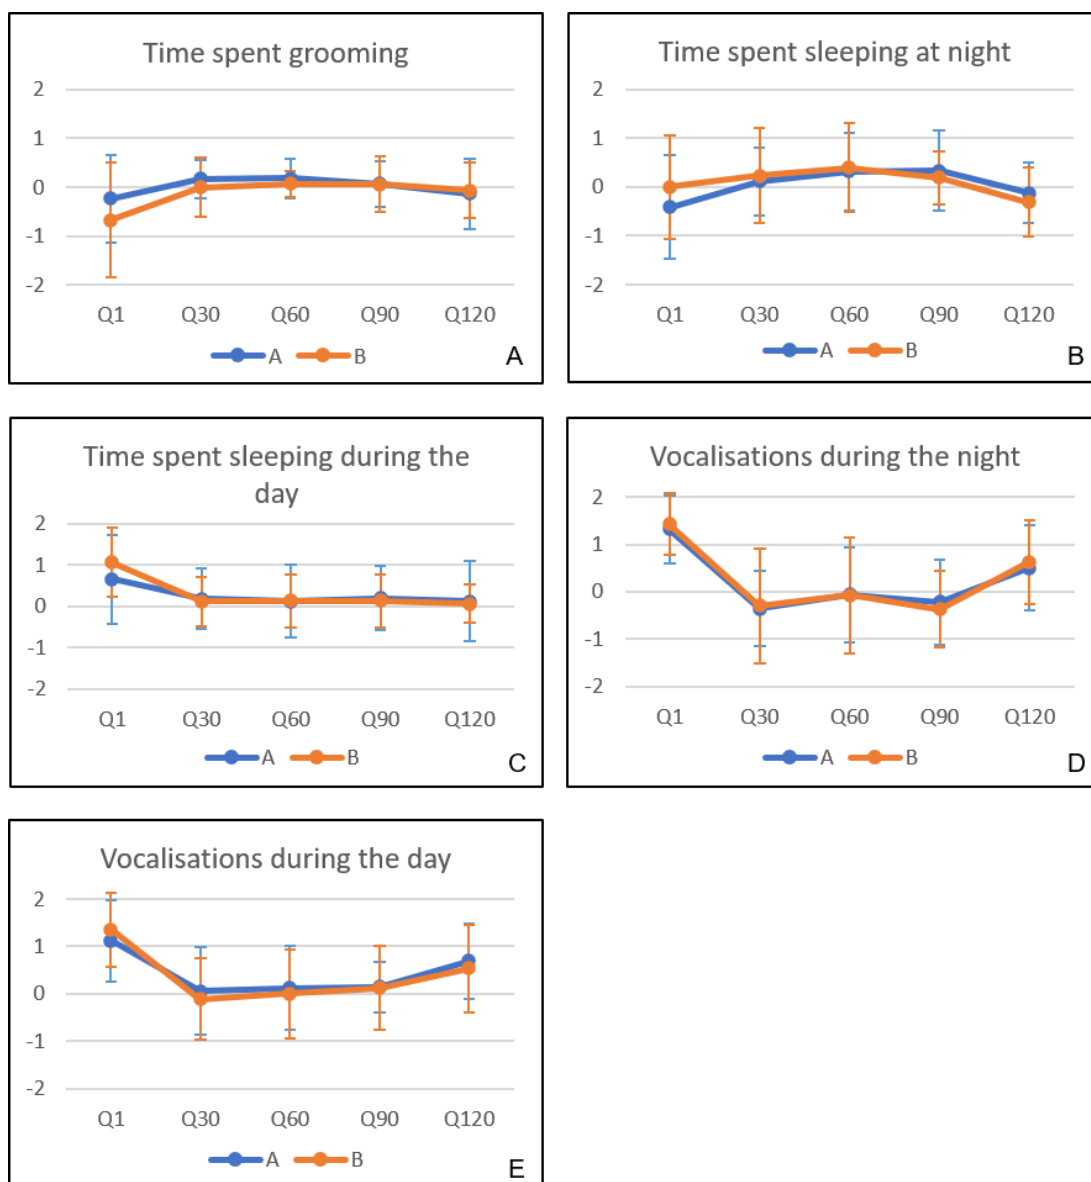 Time spent grooming
2
1
0
-1
-2
Q1 Q30 Q60 Q90 Q120
A B
A
Time spent sleeping at night
2
1
0
-1
-2
Q1 Q30 Q60 Q90 Q120
A B
B
Time spent sleeping during the
day
2
1
0
-1
-2
Q1 Q30 Q60 Q90 Q120
A B
C
Vocalisations during the night
2
1
0
-1
-2
Q1 Q30 Q60 Q90 Q120
A B
D
Vocalisations during the day
2
1
0
-1
-2
Q1 Q30 Q60 Q90 Q120
A B
E